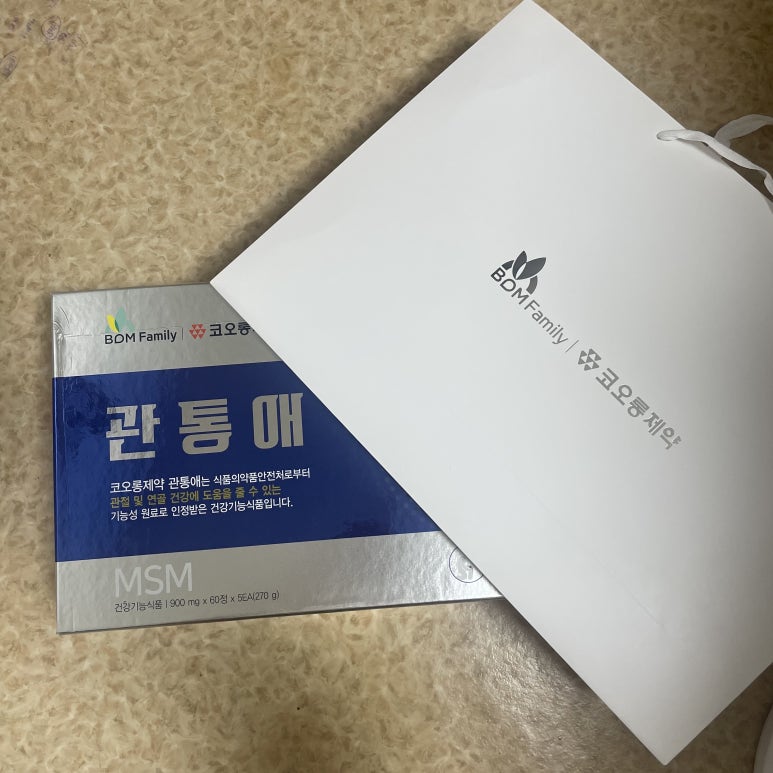 BOM Family | 코오롱제약
BOM Family | 코오롱
관통애
코오롱제약 관통애는 식품의약품안전처로부터
관절 및 연골 건강에 도움을 줄 수 있는
기능성 원료로 인정받은 건강기능식품입니다.
MSM
건강기능식품 | 900 mg x 60정 x 5EA(270 g)